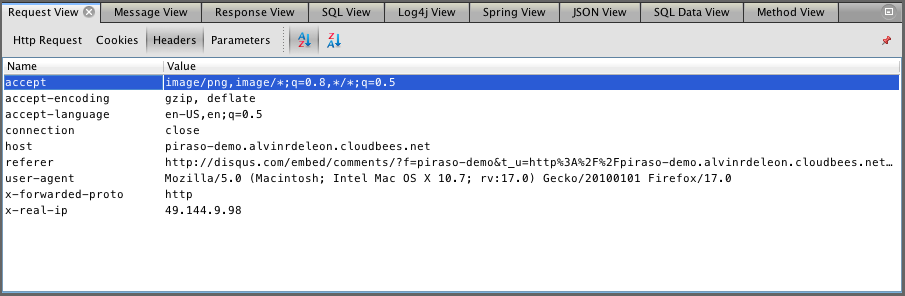 Request View Message View Response View SQL View Log4j View Spring View JSON View SQL Data View Method View
Http Request Cookies Headers Parameters A Z Z A
Name Value
accept image/png,image/*;q=0.8,*/*;q=0.5
accept-encoding gzip, deflate
accept-language en-US,en;q=0.5
connection close
host piraso-demo.alvinrdeleon.cloudbees.net
referer http://disqus.com/embed/comments/?f=piraso-demo&t_u=http%3A%2F%2Fpiraso-demo.alvinrdeleon.cloudbees.net...
user-agent Mozilla/5.0 (Macintosh; Intel Mac OS X 10.7; rv:17.0) Gecko/20100101 Firefox/17.0
x-forwarded-proto http
x-real-ip 49.144.9.98